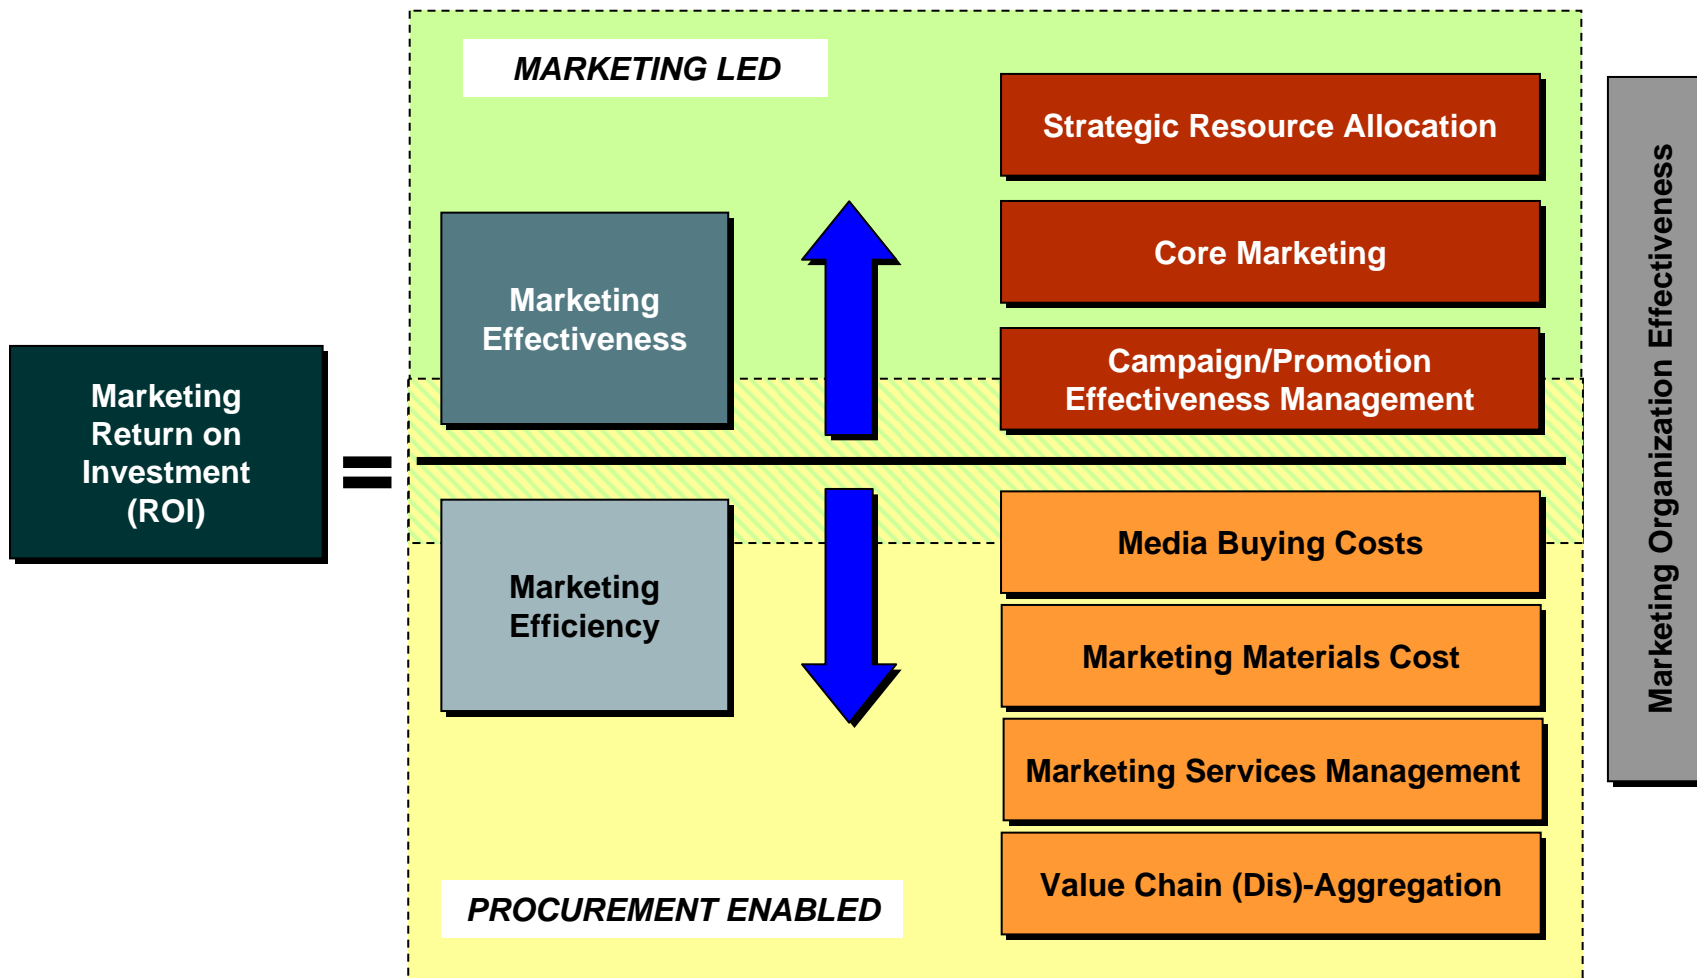 MARKETING LED
Strategic Resource Allocation
Core Marketing
Marketing
Effectiveness
Campaign/Promotion
Effectiveness Management
Marketing
Return on
Investment
(ROI)
=
Media Buying Costs
Marketing
Efficiency
Marketing Materials Cost
Marketing Services Management
Value Chain (Dis)-Aggregation
PROCUREMENT ENABLED
Marketing Organization Effectiveness